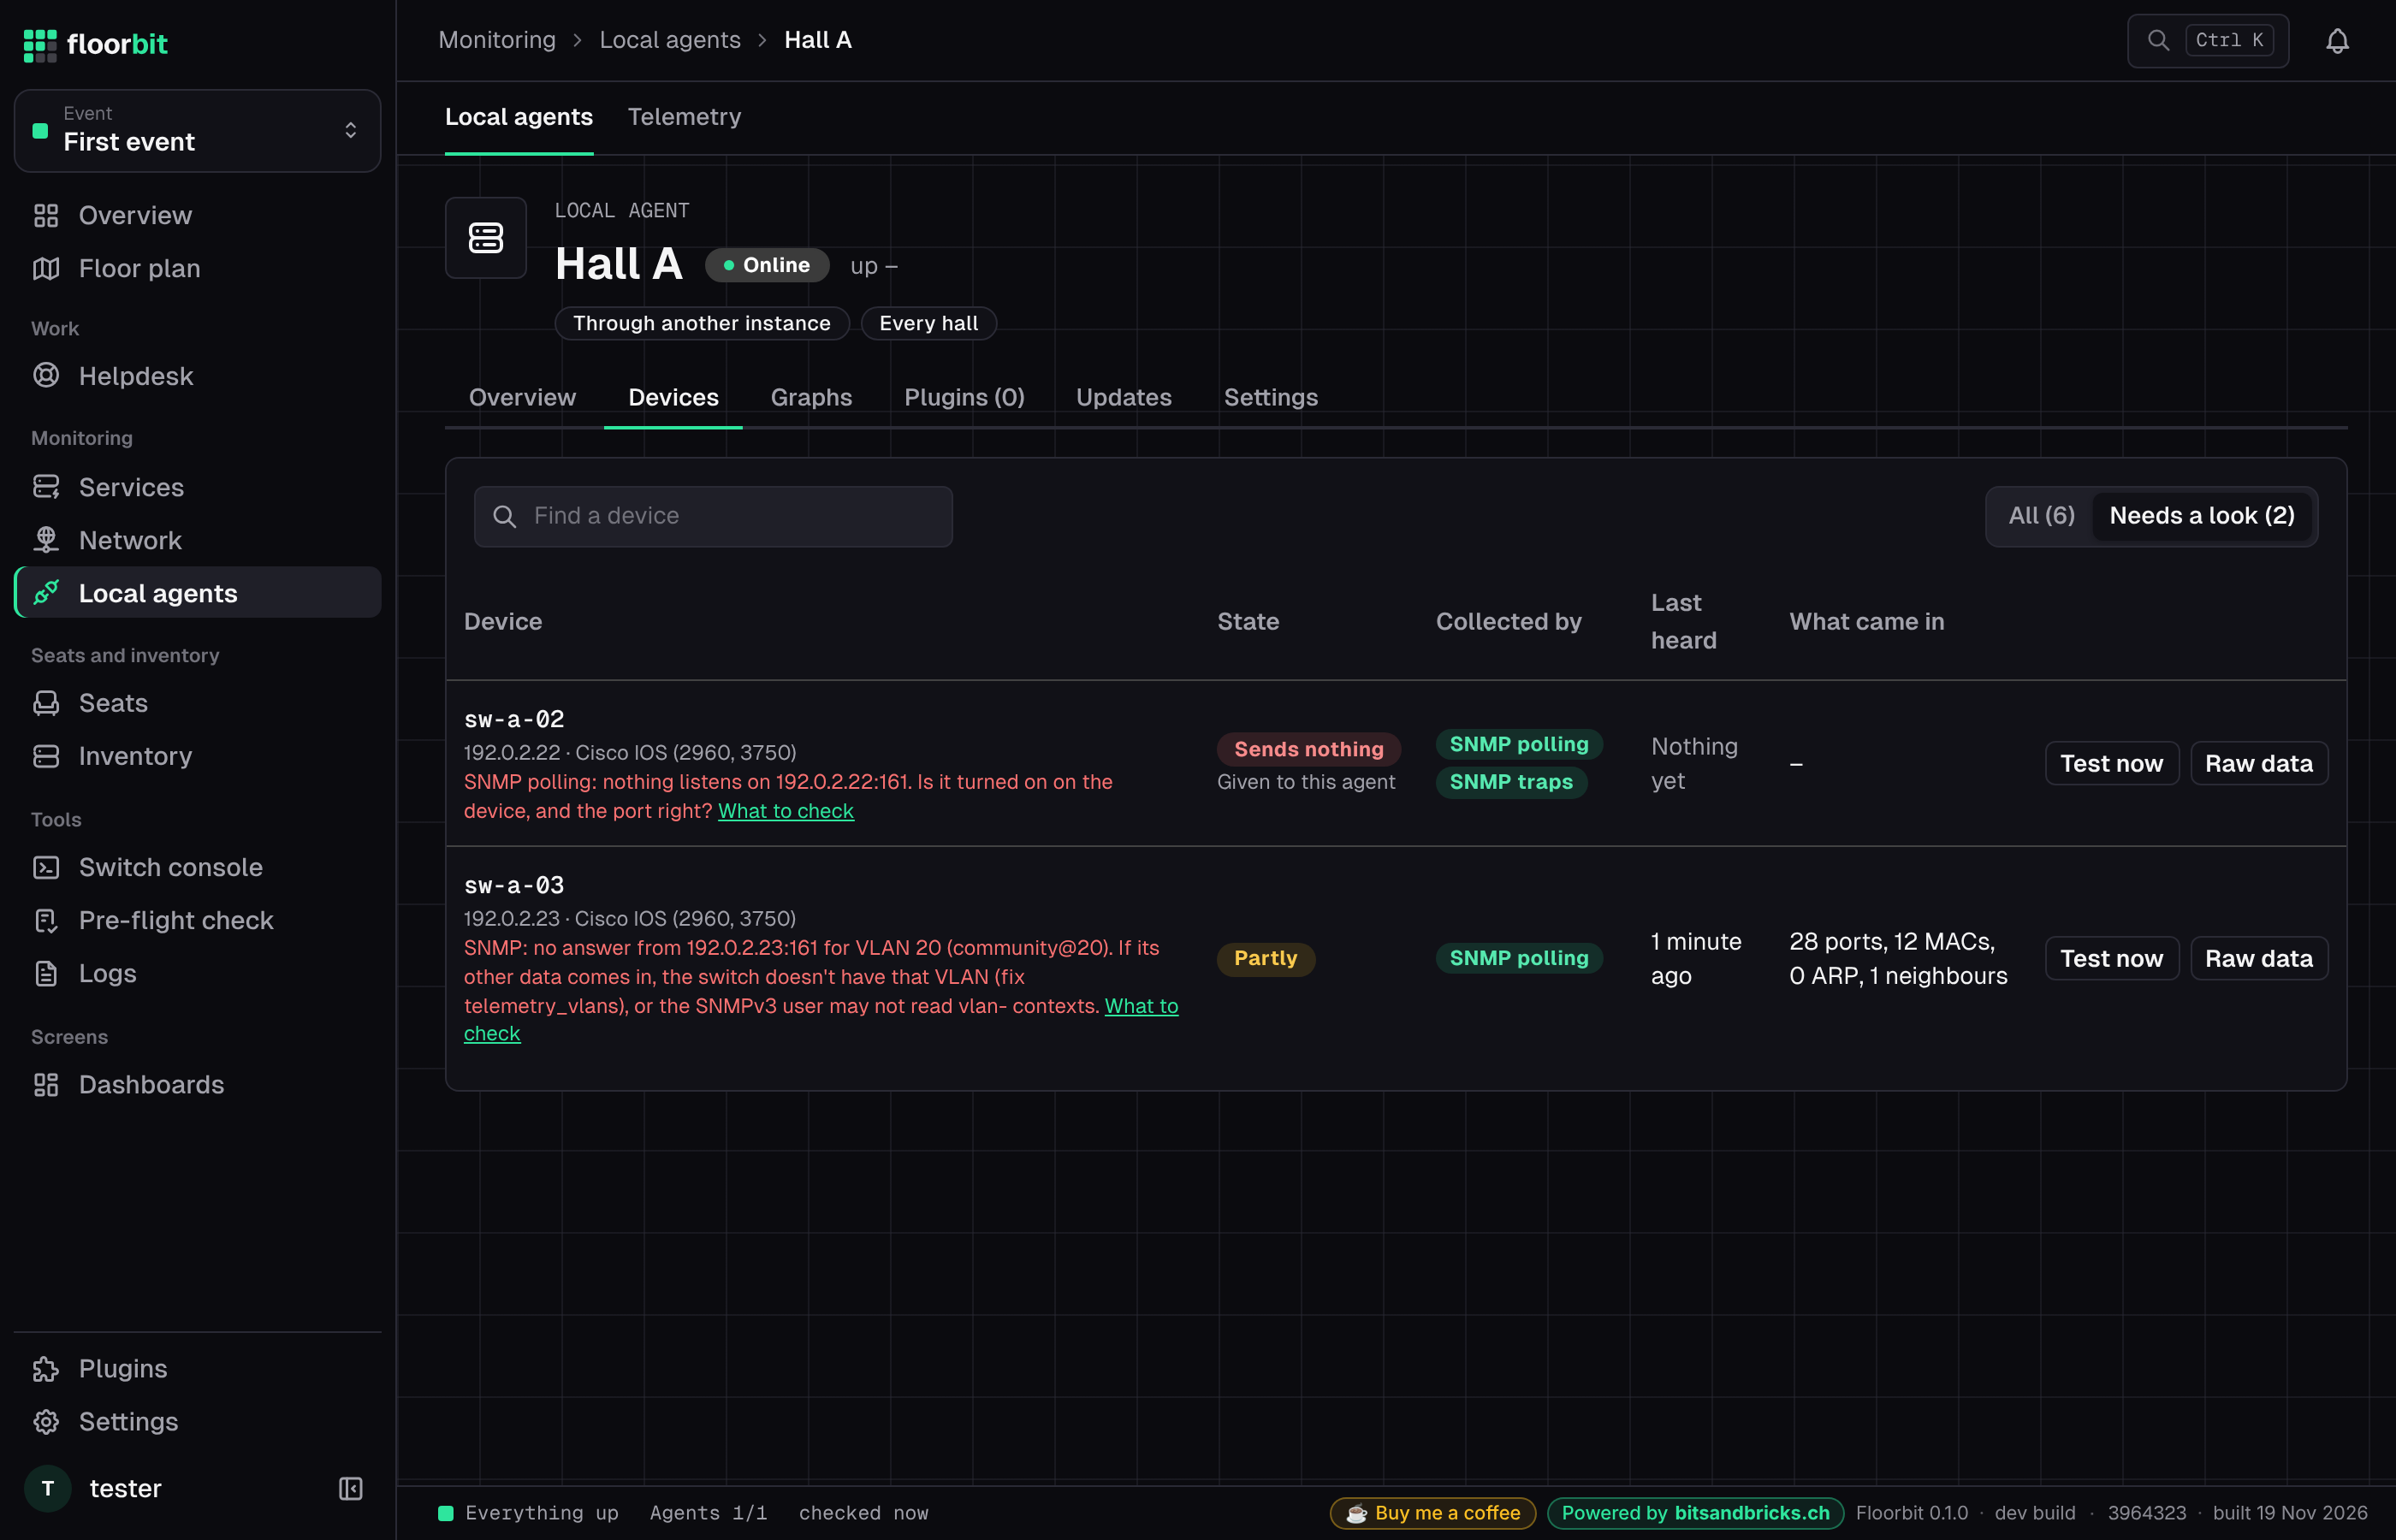 floorbit
Event
First event
Overview
Floor plan
Work
Helpdesk
Monitoring
Services
Network
Local agents
Seats and inventory
Seats
Inventory
Tools
Switch console
Pre-flight check
Logs
Screens
Dashboards
Plugins
Settings
T tester
Monitoring > Local agents > Hall A
Ctrl K
Local agents Telemetry
LOCAL AGENT
Hall A Online up –
Through another instance Every hall
Overview Devices Graphs Plugins (0) Updates Settings
Find a device All (6) Needs a look (2)
Device State Collected by Last heard What came in
sw-a-02
192.0.2.22 · Cisco IOS (2960, 3750)
SNMP polling: nothing listens on 192.0.2.22:161. Is it turned on on the
device, and the port right? What to check
Sends nothing
Given to this agent
SNMP polling
SNMP traps
Nothing
yet
–
Test now Raw data
sw-a-03
192.0.2.23 · Cisco IOS (2960, 3750)
SNMP: no answer from 192.0.2.23:161 for VLAN 20 (community@20). If its
other data comes in, the switch doesn't have that VLAN (fix
telemetry_vlans), or the SNMPv3 user may not read vlan- contexts. What to
check
Partly
SNMP polling
1 minute
ago
28 ports, 12 MACs,
0 ARP, 1 neighbours
Test now Raw data
Everything up Agents 1/1 checked now
Buy me a coffee Powered by bitsandbricks.ch Floorbit 0.1.0 · dev build · 3964323 · built 19 Nov 2026